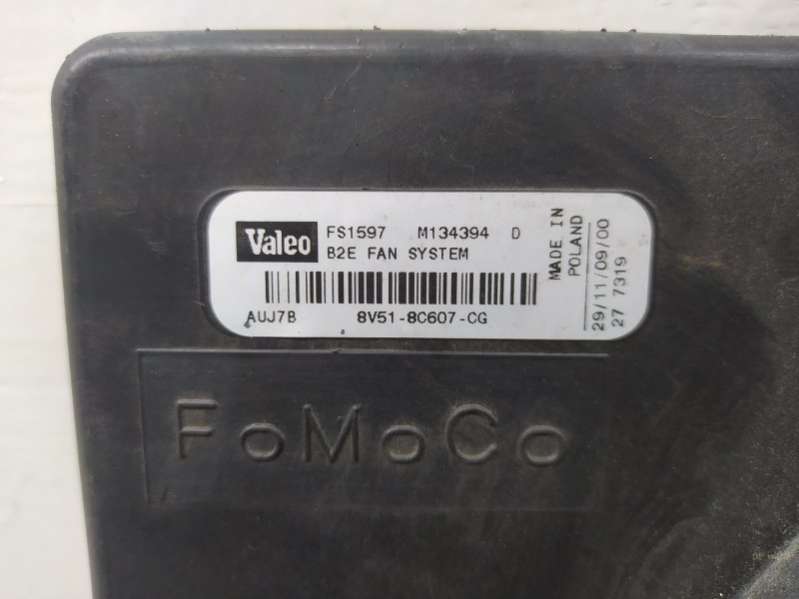 Valeo
FS1597 M134394 D
B2E FAN SYSTEM
AUJ7B 8V51-8C607-CG
MADE IN
POLAND
29/11/09/00
27 7319
FoMoCo